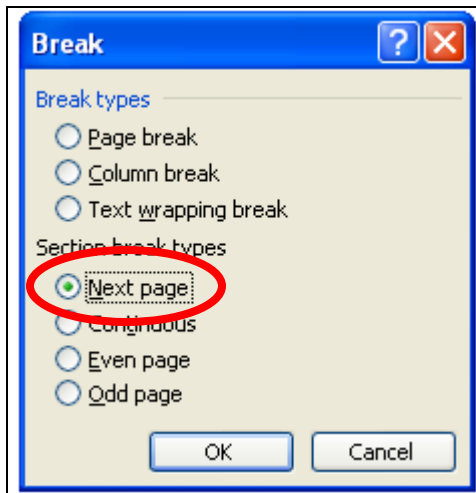 Break
Break types
Page break
Column break
Text wrapping break
Section break types
Next page
Continuous
Even page
Odd page
OK Cancel